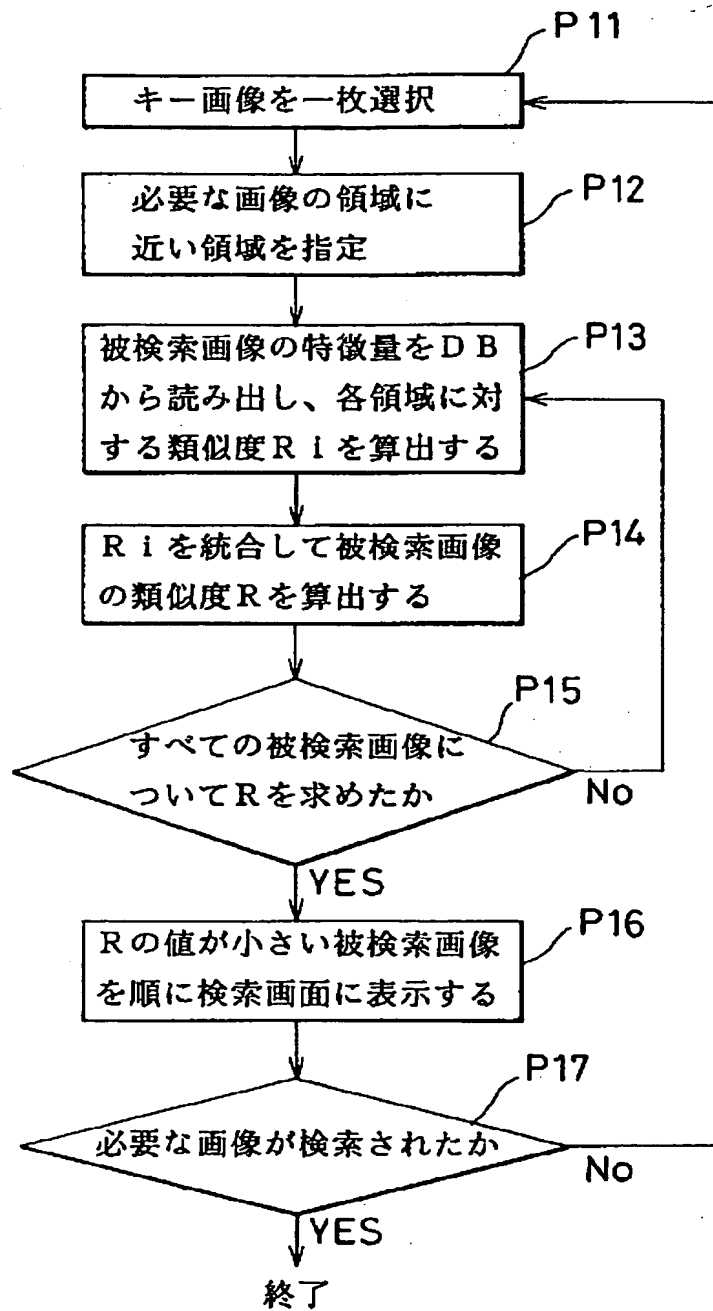 P11
キー画像を一枚選択
P12
必要な画像の領域に
近い領域を指定
P13
被検索画像の特徴量をDB
から読み出し、各領域に対
する類似度Riを算出する
P14
Riを統合して被検索画像
の類似度Rを算出する
P15
すべての被検索画像に
ついてRを求めたか
No
YES
P16
Rの値が小さい被検索画像
を順に検索画面に表示する
P17
必要な画像が検索されたか
No
YES
終了